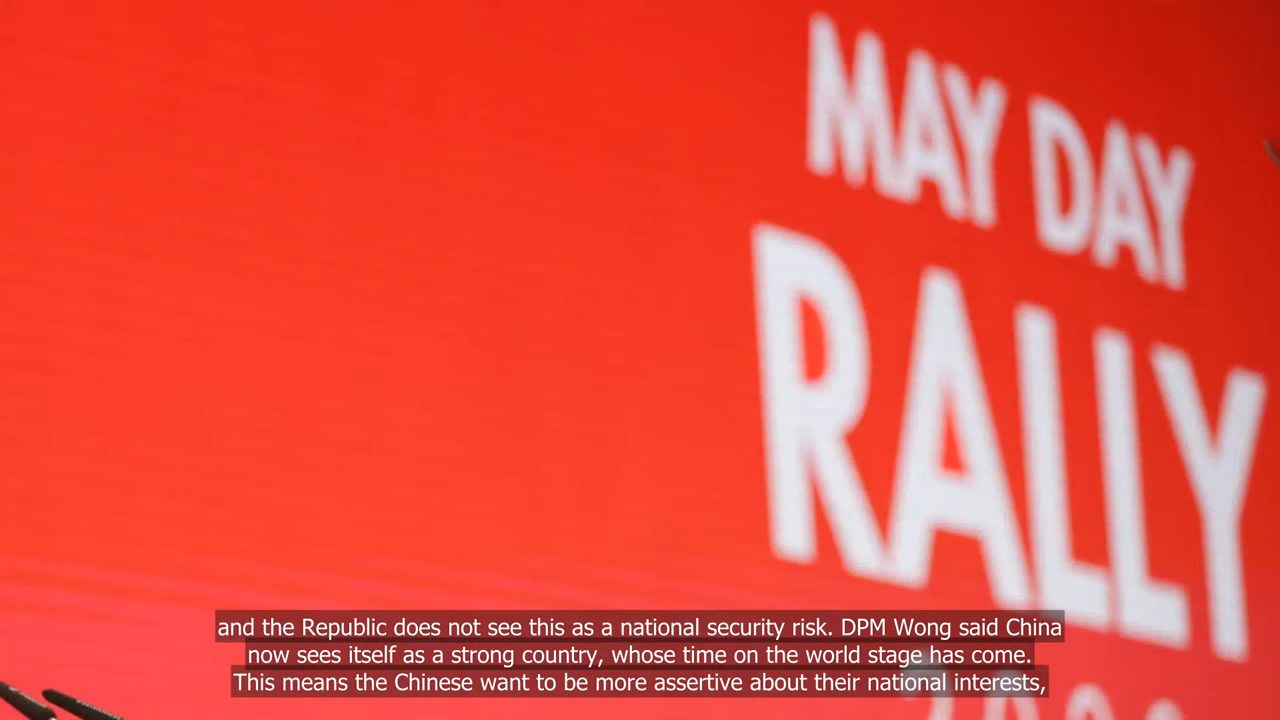 MAY DAY
RALLY
and the Republic does not see this as a national security risk. DPM Wong said China
now sees itself as a strong country, whose time on the world stage has come.
This means the Chinese want to be more assertive about their national interests,